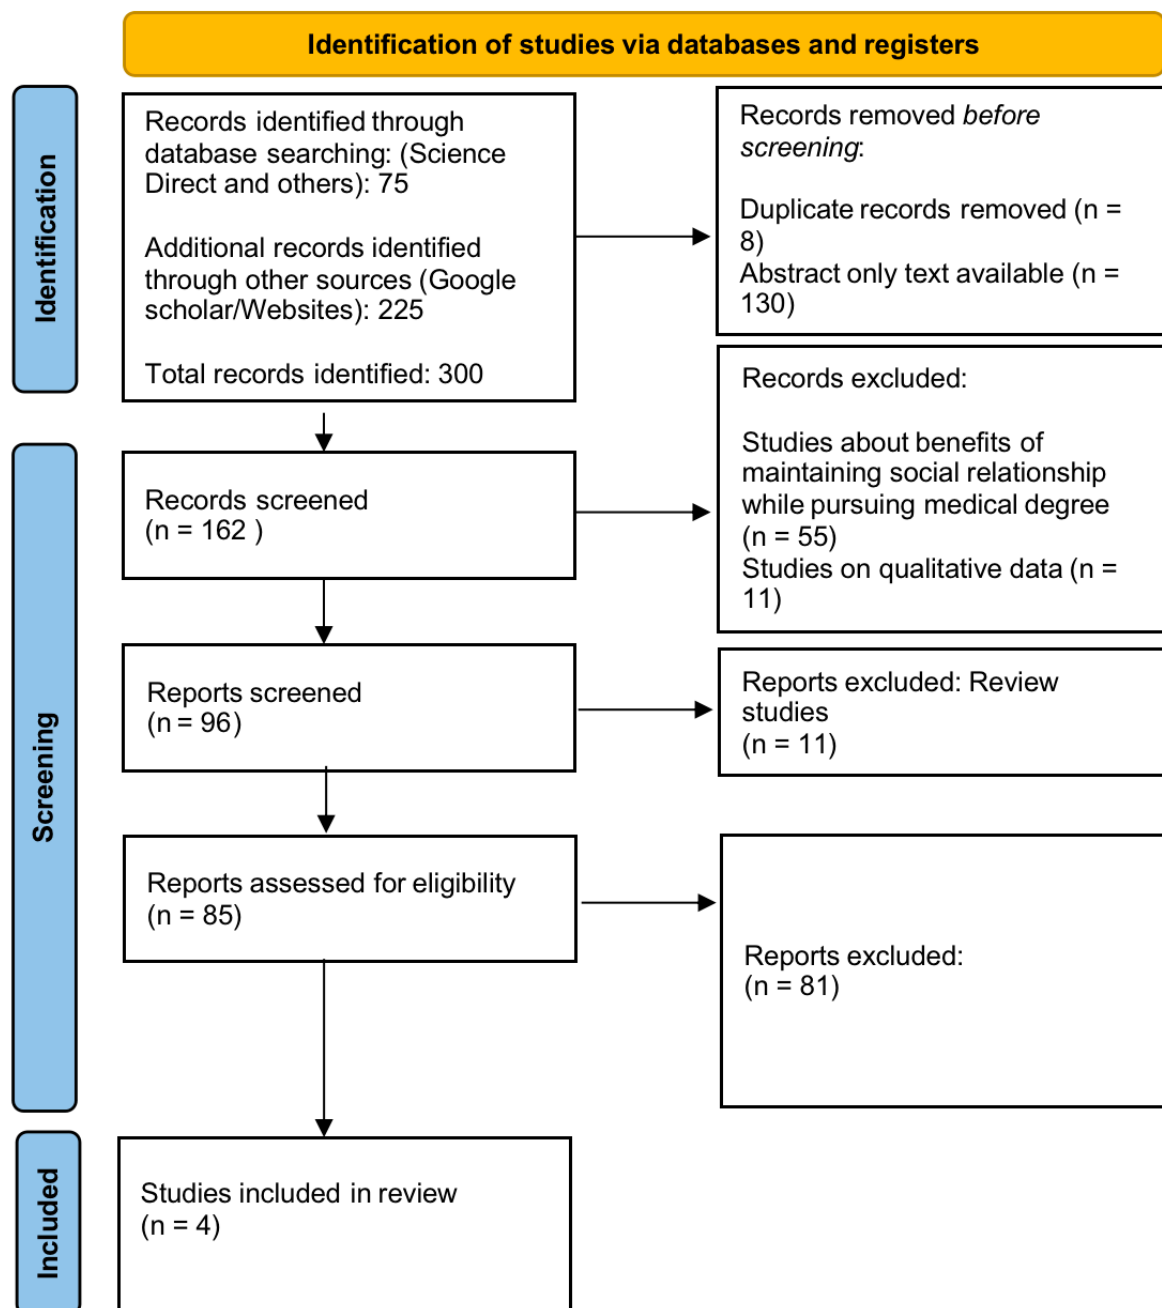 Identification of studies via databases and registers
Identification
Records identified through
database searching: (Science
Direct and others): 75
Additional records identified
through other sources (Google
scholar/Websites): 225
Total records identified: 300
Records removed before
screening:
Duplicate records removed (n =
8)
Abstract only text available (n =
130)
Screening
Records screened
(n = 162 )
Records excluded:
Studies about benefits of
maintaining social relationship
while pursuing medical degree
(n = 55)
Studies on qualitative data (n =
11)
Reports screened
(n = 96)
Reports excluded: Review
studies
(n = 11)
Reports assessed for eligibility
(n = 85)
Reports excluded:
(n = 81)
Included
Studies included in review
(n = 4)